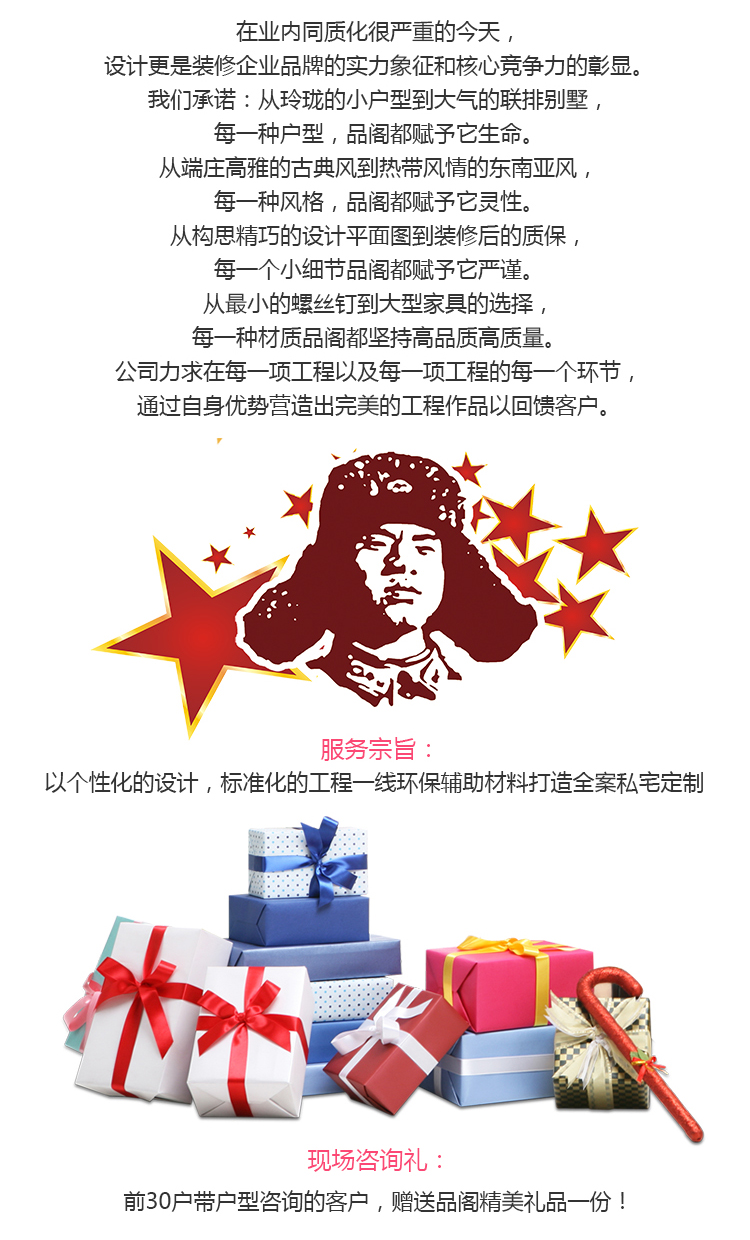 在业内同质化很严重的今天，
设计更是装修企业品牌的实力象征和核心竞争力的彰显。
我们承诺：从玲珑的小户型到大气的联排别墅，
每一种户型，品阁都赋予它生命。
从端庄高雅的古典风到热带风情的东南亚风，
每一种风格，品阁都赋予它灵性。
从构思精巧的设计平面图到装修后的质保，
每一个小细节品阁都赋予它严谨。
从最小的螺丝钉到大型家具的选择，
每一种材质品阁都坚持高品质高质量。
公司力求在每一项工程以及每一项工程的每一个环节，
通过自身优势营造出完美的工程作品以回馈客户。
服务宗旨：
以个性化的设计，标准化的工程一线环保辅助材料打造全案私宅定制
现场咨询礼：
前30户带户型咨询的客户，赠送品阁精美礼品一份！